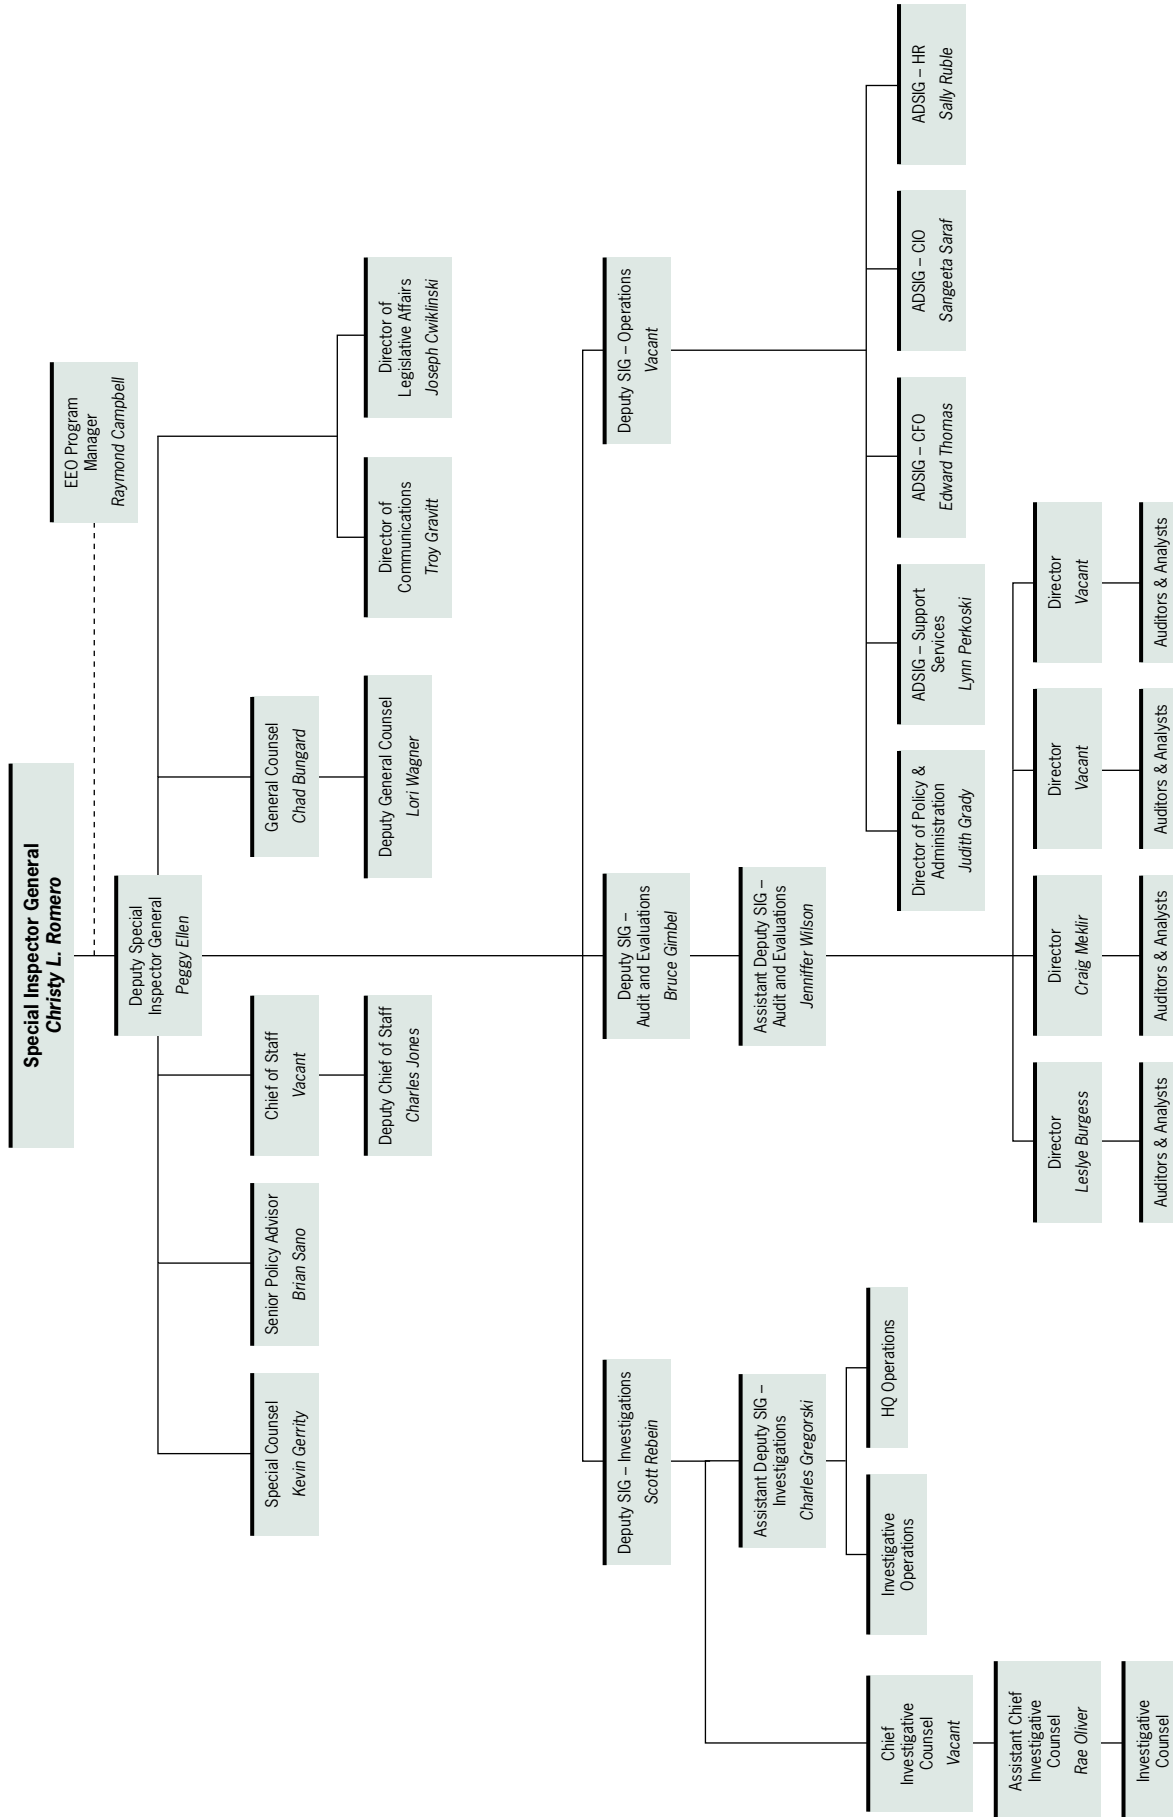 Special Inspector General
Christy L. Romero
EEO Program
Manager
Raymond Campbell
Deputy Special
Inspector General
Peggy Ellen
Special Counsel
Kevin Gerrity
Senior Policy Advisor
Brian Sano
Chief of Staff
Vacant
Deputy Chief of Staff
Charles Jones
General Counsel
Chad Bungard
Deputy General Counsel
Lori Wagner
Director of
Communications
Troy Gravitt
Director of
Legislative Affairs
Joseph Cwiklinski
Deputy SIG – Investigations
Scott Rebein
Deputy SIG –
Audit and Evaluations
Bruce Gimbel
Deputy SIG – Operations
Vacant
Assistant Deputy SIG –
Investigations
Charles Gregorski
Assistant Deputy SIG –
Audit and Evaluations
Jenniffer Wilson
Chief
Investigative
Counsel
Vacant
Investigative
Operations
HQ Operations
Director of Policy &
Administration
Judith Grady
ADSIG – Support
Services
Lynn Perkoski
ADSIG – CFO
Edward Thomas
ADSIG – CIO
Sangeeta Saraf
ADSIG – HR
Sally Ruble
Assistant Chief
Investigative
Counsel
Rae Oliver
Director
Leslye Burgess
Director
Craig Meklir
Director
Vacant
Director
Vacant
Investigative
Counsel
Auditors & Analysts
Auditors & Analysts
Auditors & Analysts
Auditors & Analysts